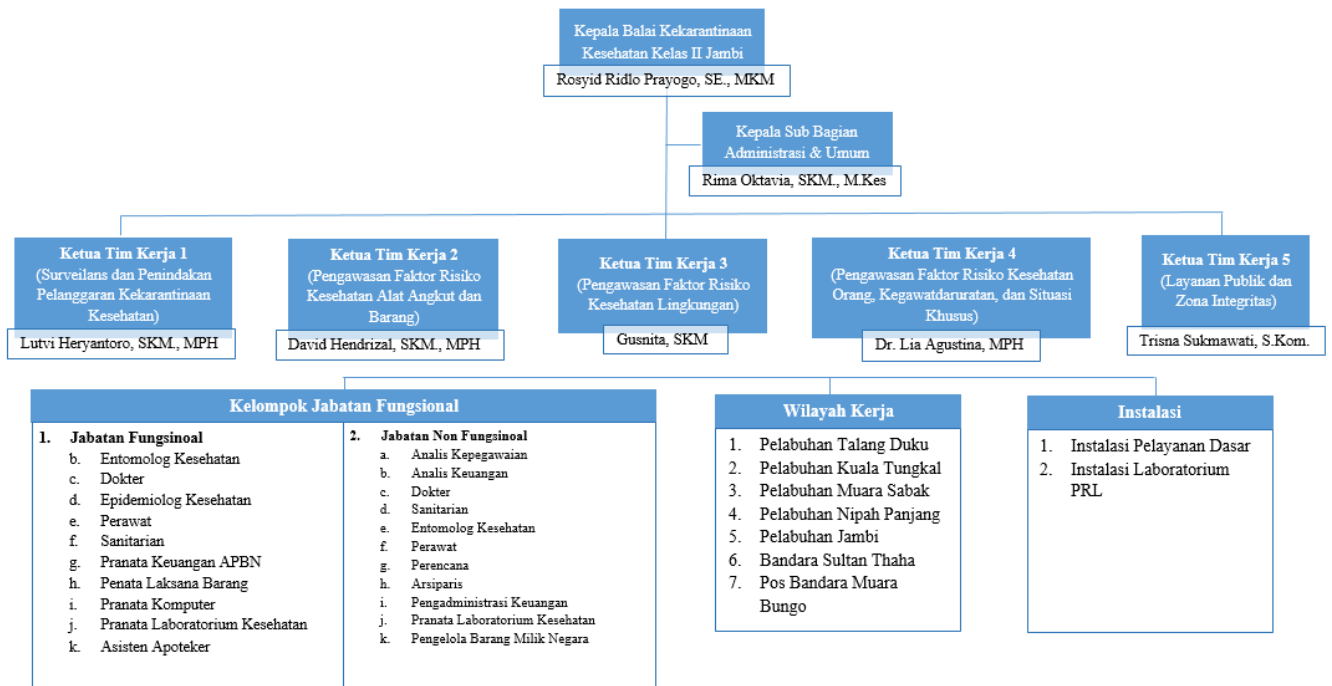 Kepala Balai Kekarantinaan
Kesehatan Kelas II Jambi
Rosyid Ridlo Prayogo, SE., MKM
Kepala Sub Bagian
Administrasi & Umum
Rima Oktavia, SKM., M.Kes
Ketua Tim Kerja 1
(Surveilans dan Penindakan
Pelanggaran Kekarantinaan
Kesehatan)
Lutvi Heryantoro, SKM., MPH
Ketua Tim Kerja 2
(Pengawasan Faktor Risiko
Kesehatan Alat Angkut dan
Barang)
David Hendrizal, SKM., MPH
Ketua Tim Kerja 3
(Pengawasan Faktor Risiko
Kesehatan Lingkungan)
Gusnita, SKM
Ketua Tim Kerja 4
(Pengawasan Faktor Risiko Kesehatan
Orang, Kegawatdaruratan, dan Situasi
Khusus)
Dr. Lia Agustina, MPH
Ketua Tim Kerja 5
(Layanan Publik dan
Zona Integritas)
Trisna Sukmawati, S.Kom.
Kelompok Jabatan Fungsional
1. Jabatan Fungsinoal
b. Entomolog Kesehatan
c. Dokter
d. Epidemiolog Kesehatan
e. Perawat
f. Sanitarian
g. Pranata Keuangan APBN
h. Penata Laksana Barang
i. Pranata Komputer
j. Pranata Laboratorium Kesehatan
k. Asisten Apoteker
2. Jabatan Non Fungsinoal
a. Analis Kepegawaian
b. Analis Keuangan
c. Dokter
d. Sanitarian
e. Entomolog Kesehatan
f. Perawat
g. Perencana
h. Arsiparis
i. Pengadministrasi Keuangan
j. Pranata Laboratorium Kesehatan
k. Pengelola Barang Milik Negara
Wilayah Kerja
1. Pelabuhan Talang Duku
2. Pelabuhan Kuala Tungkal
3. Pelabuhan Muara Sabak
4. Pelabuhan Nipah Panjang
5. Pelabuhan Jambi
6. Bandara Sultan Thaha
7. Pos Bandara Muara
Bungo
Instalasi
1. Instalasi Pelayanan Dasar
2. Instalasi Laboratorium
PRL